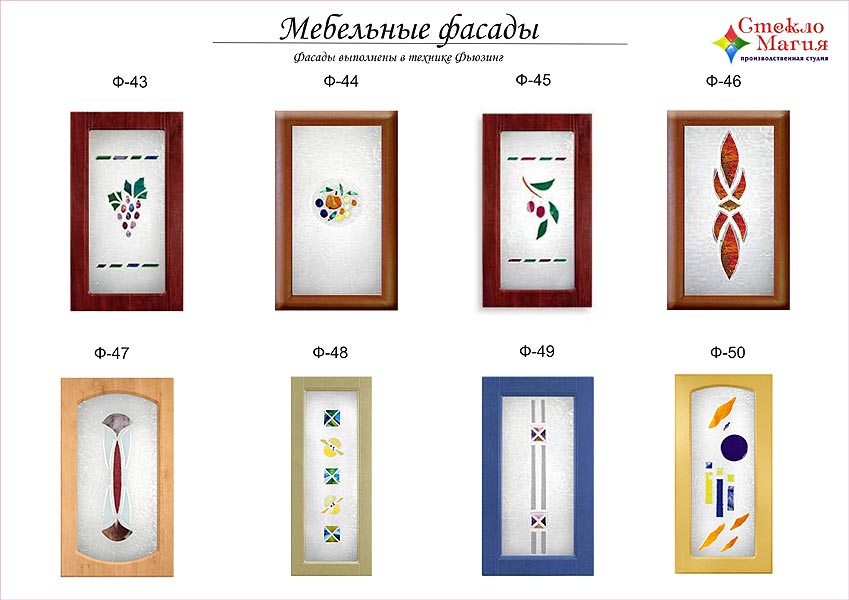 Мебельные фасады
Фасады выполнены в технике Фьюзинг
Стекло
Магия
производственная студия
Ф-43
Ф-44
Ф-45
Ф-46
Ф-47
Ф-48
Ф-49
Ф-50